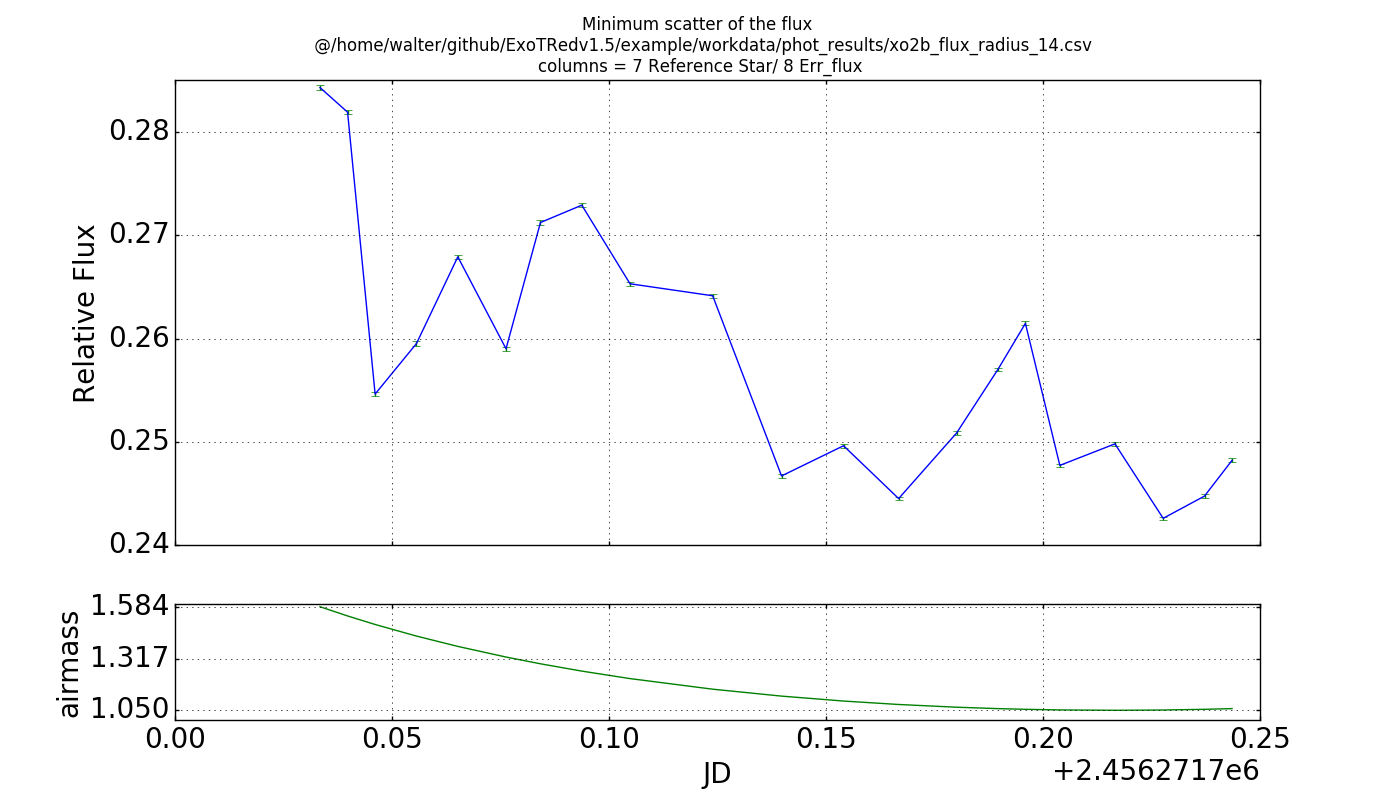 Minimum scatter of the flux
@/home/walter/github/ExoTRedv1.5/example/workdata/phot_results/xo2b_flux_radius_14.csv
columns = 7 Reference Star/ 8 Err_flux
0.28
0.27
0.26
0.25
0.24
Relative Flux
1.584
1.317
1.050
airmass
0.00 0.05 0.10 0.15 0.20 0.25
JD
+2.4562717e6